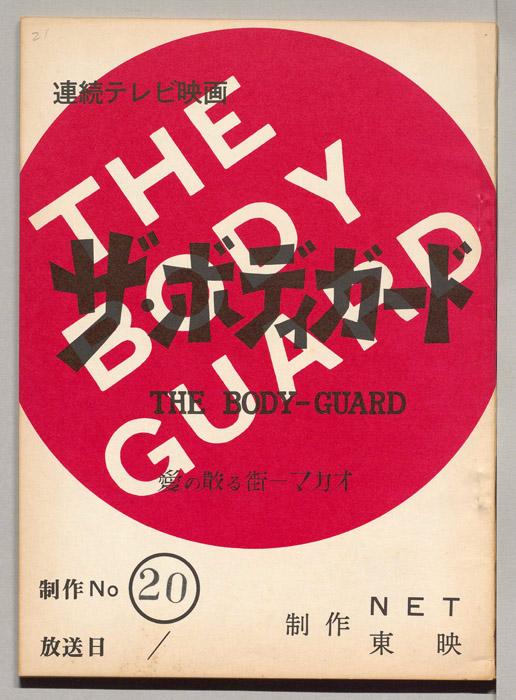 21
連続テレビ映画
THE
BODY
GUARD
ザ・ボディガード
THE BODY-GUARD
愛の散る街―マカオ
制作No 20
放送日 /
制作 NET
東映